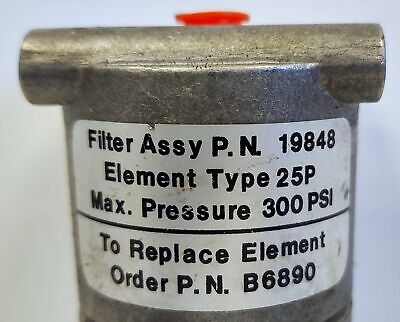 Filter Assy P.N. 19848
Element Type 25P
Max. Pressure 300 PSI
To Replace Element
Order P.N. B6890